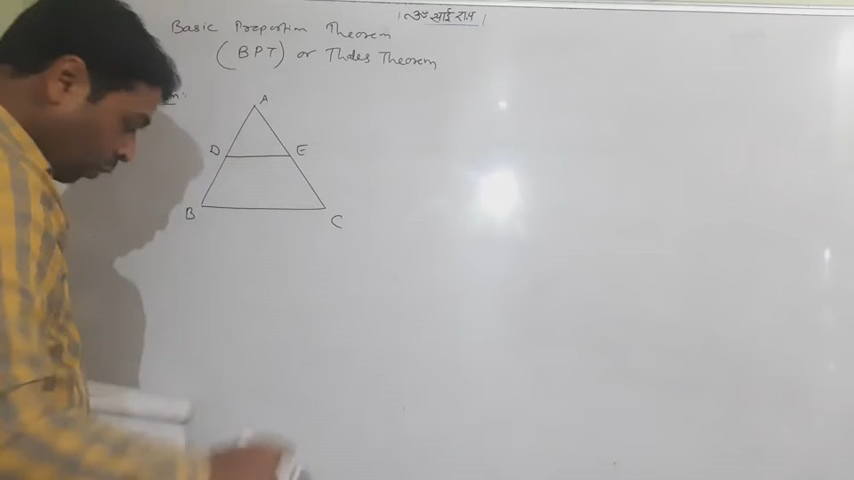 ॥ ॐ साई राम ॥
Basic Proportion Theorem
(BPT) or Thales Theorem
A
D E
B C